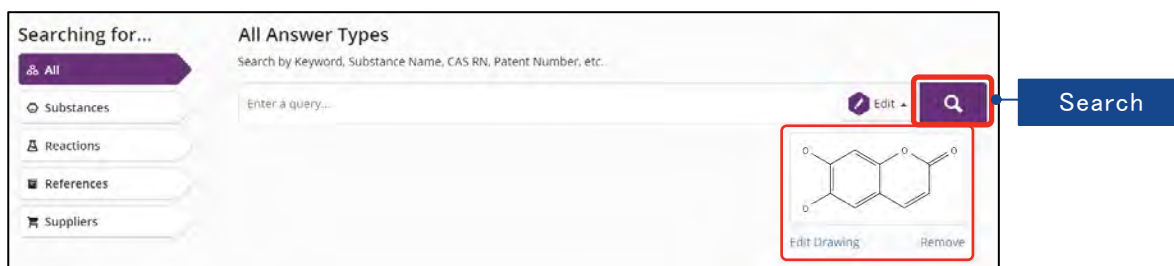 Searching for...
All
Substances
Reactions
References
Suppliers
All Answer Types
Search by Keyword, Substance Name, CAS RN, Patent Number, etc.
Enter a query...
Edit
O
O
O
O
Edit Drawing Remove
Search